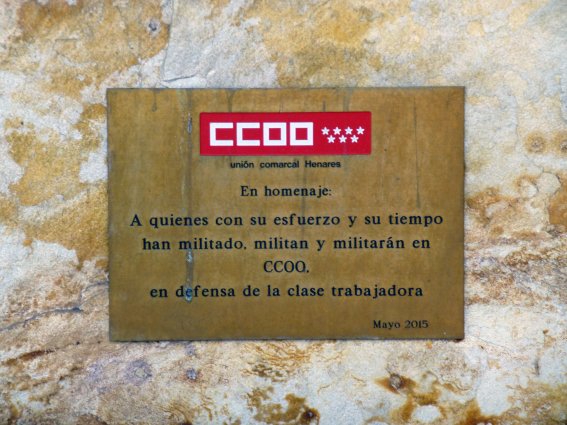 CCOO
unión comarcal Henares
En homenaje:
A quienes con su esfuerzo y su tiempo
han militado, militan y militarán en
CCOO,
en defensa de la clase trabajadora
Mayo 2015